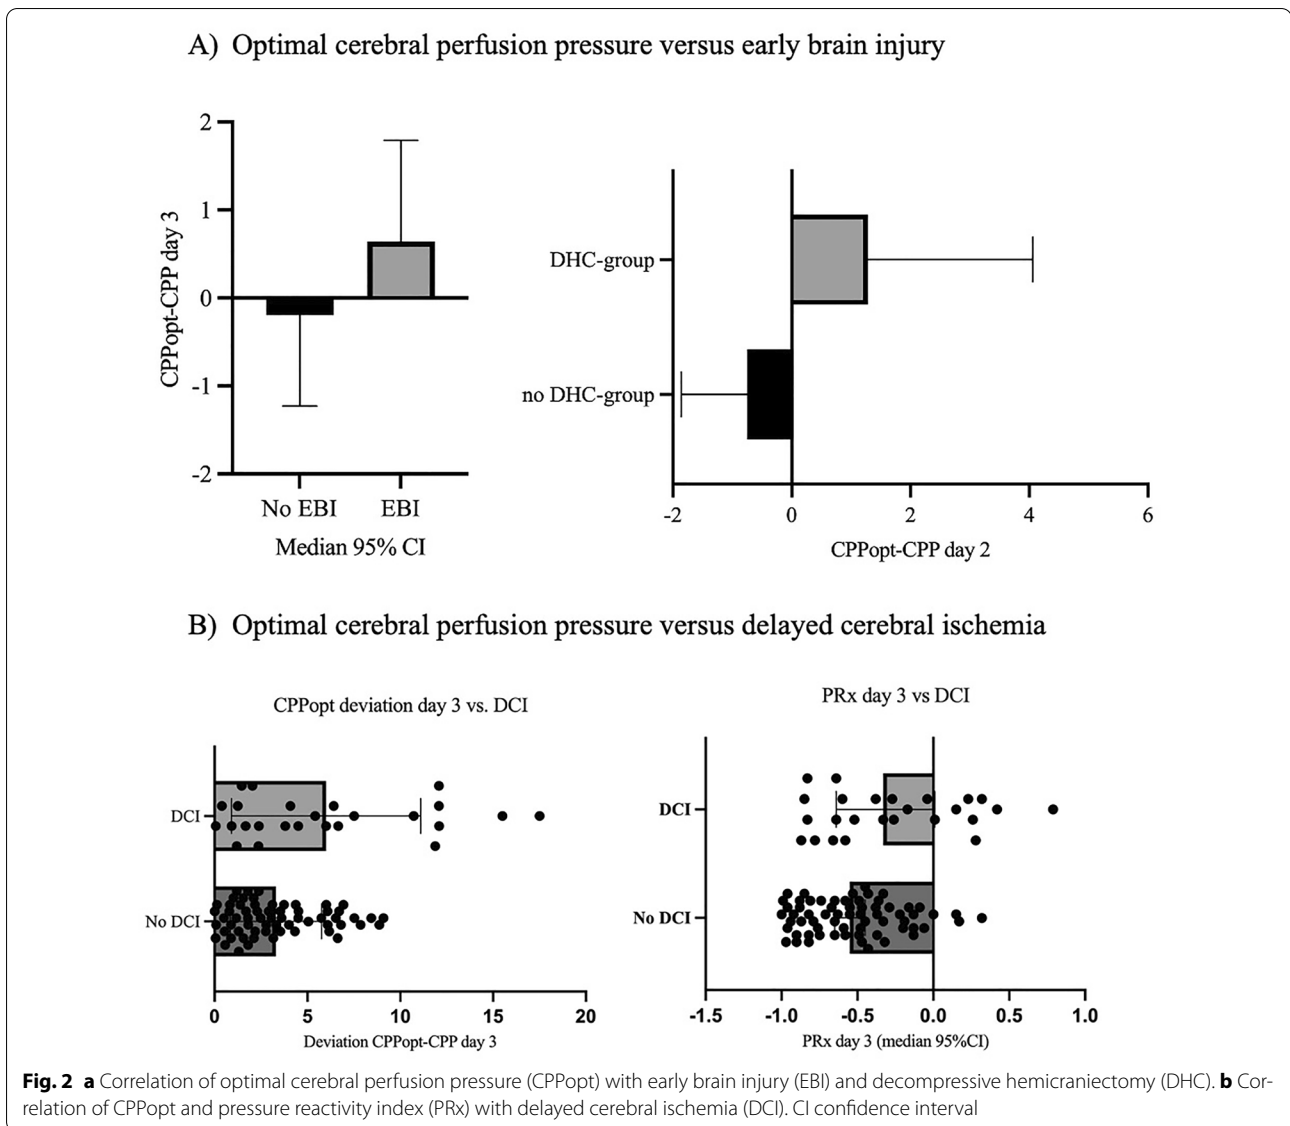 A) Optimal cerebral perfusion pressure versus early brain injury
2
1
0
-1
-2
CPPopt-CPP day 3
No EBI
EBI
Median 95% CI
DHC-group
no DHC-group
-2
0
2
4
6
CPPopt-CPP day 2
B) Optimal cerebral perfusion pressure versus delayed cerebral ischemia
CPPopt deviation day 3 vs. DCI
DCI
No DCI
0
5
10
15
20
Deviation CPPopt-CPP day 3
PRx day 3 vs DCI
DCI
No DCI
-1.5
-1.0
-0.5
0.0
0.5
1.0
PRx day 3 (median 95%CI)
Fig. 2 a Correlation of optimal cerebral perfusion pressure (CPPopt) with early brain injury (EBI) and decompressive hemicraniectomy (DHC). b Cor-
relation of CPPopt and pressure reactivity index (PRx) with delayed cerebral ischemia (DCI). CI confidence interval